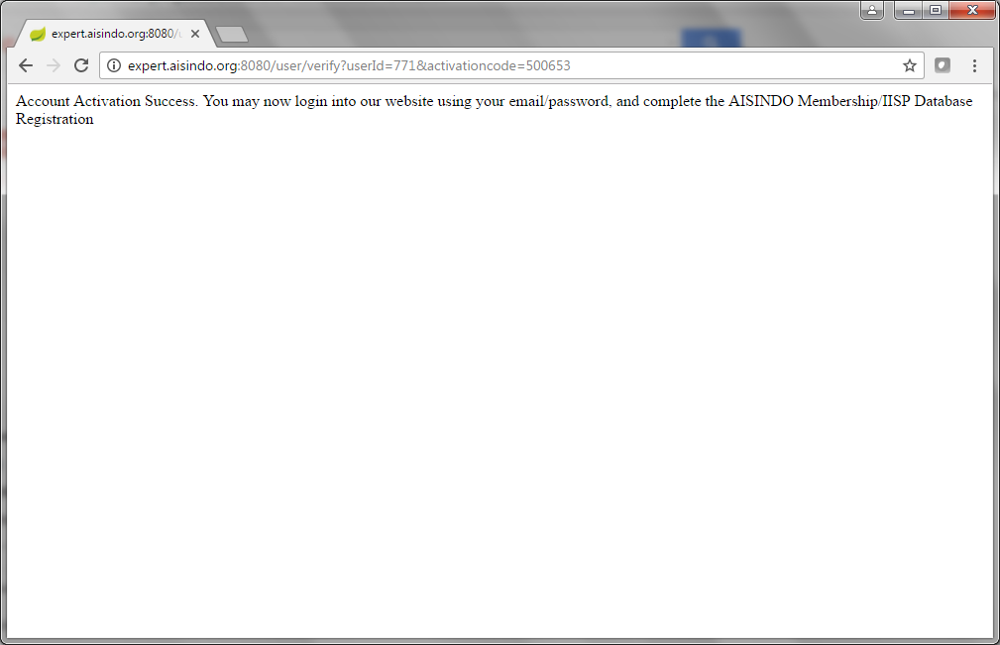 expert.aisindo.org:8080/u
expert.aisindo.org:8080/user/verify?userId=771&activationcode=500653
Account Activation Success. You may now login into our website using your email/password, and complete the AISINDO Membership/IISP Database
Registration